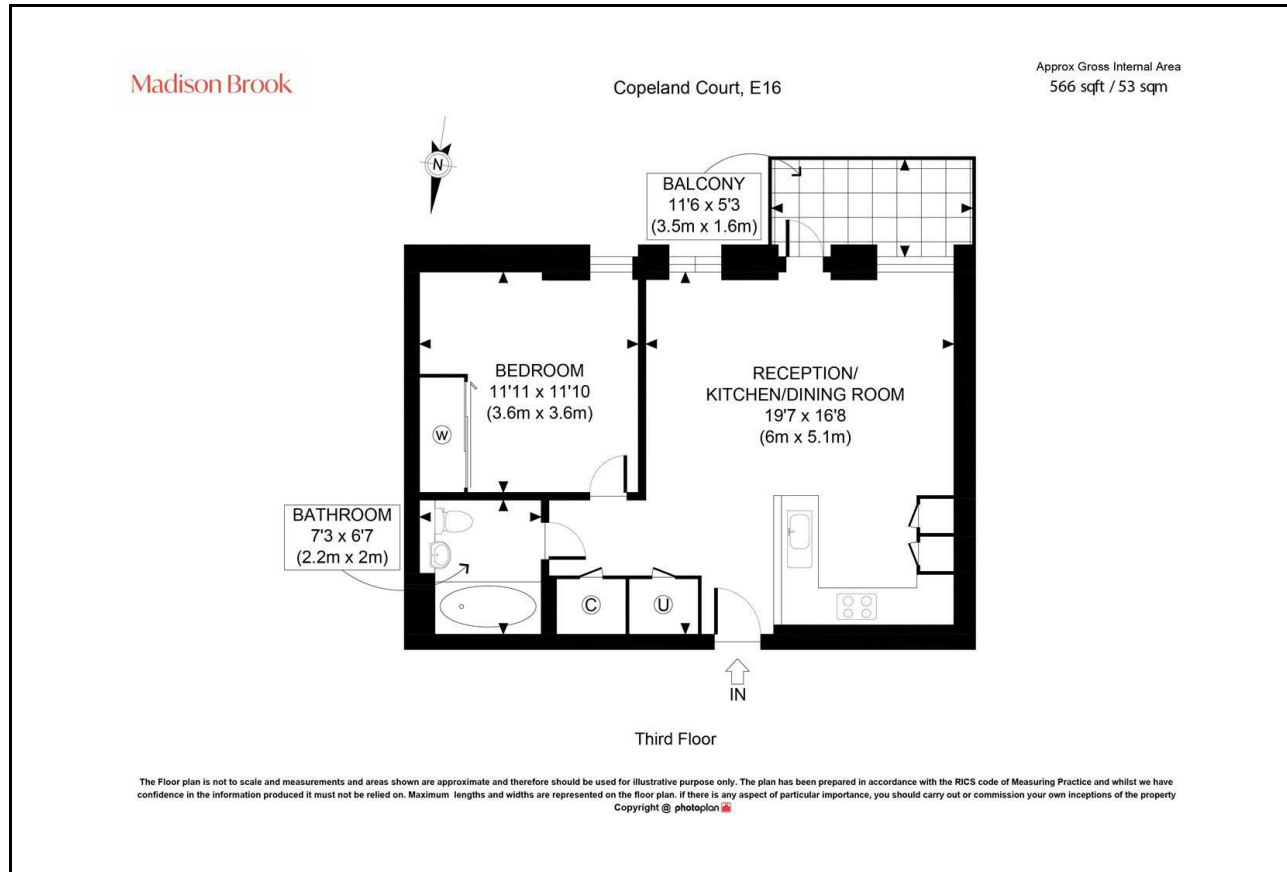 Madison Brook
Copeland Court, E16
Approx Gross Internal Area
566 sqft / 53 sqm
N
BALCONY
11'6 x 5'3
(3.5m x 1.6m)
BEDROOM
11'11 x 11'10
(3.6m x 3.6m)
RECEPTION/
KITCHEN/DINING ROOM
19'7 x 16'8
(6m x 5.1m)
W
BATHROOM
7'3 x 6'7
(2.2m x 2m)
C
U
IN
Third Floor
The Floor plan is not to scale and measurements and areas shown are approximate and therefore should be used for illustrative purpose only. The plan has been prepared in accordance with the RICS code of Measuring Practice and whilst we have
confidence in the information produced it must not be relied on. Maximum lengths and widths are represented on the floor plan. if there is any aspect of particular importance, you should carry out or commission your own inceptions of the property
Copyright @ photoplan